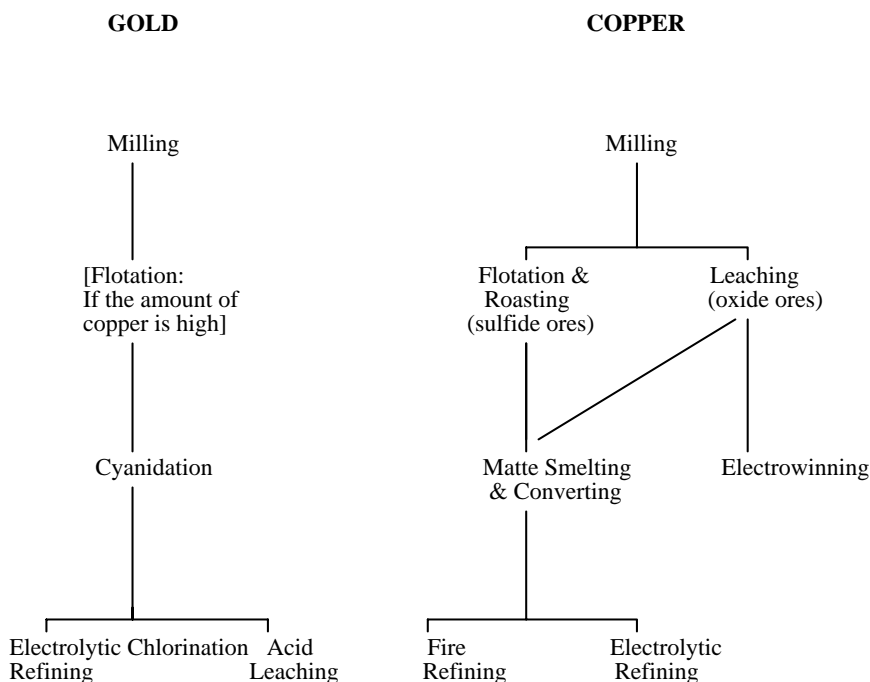 GOLD
Milling
[Flotation:
If the amount of
copper is high]
Cyanidation
Electrolytic Chlorination Acid
Refining Leaching
COPPER
Milling
Flotation &
Roasting
(sulfide ores)
Leaching
(oxide ores)
Matte Smelting
& Converting
Electrowinning
Fire
Refining
Electrolytic
Refining